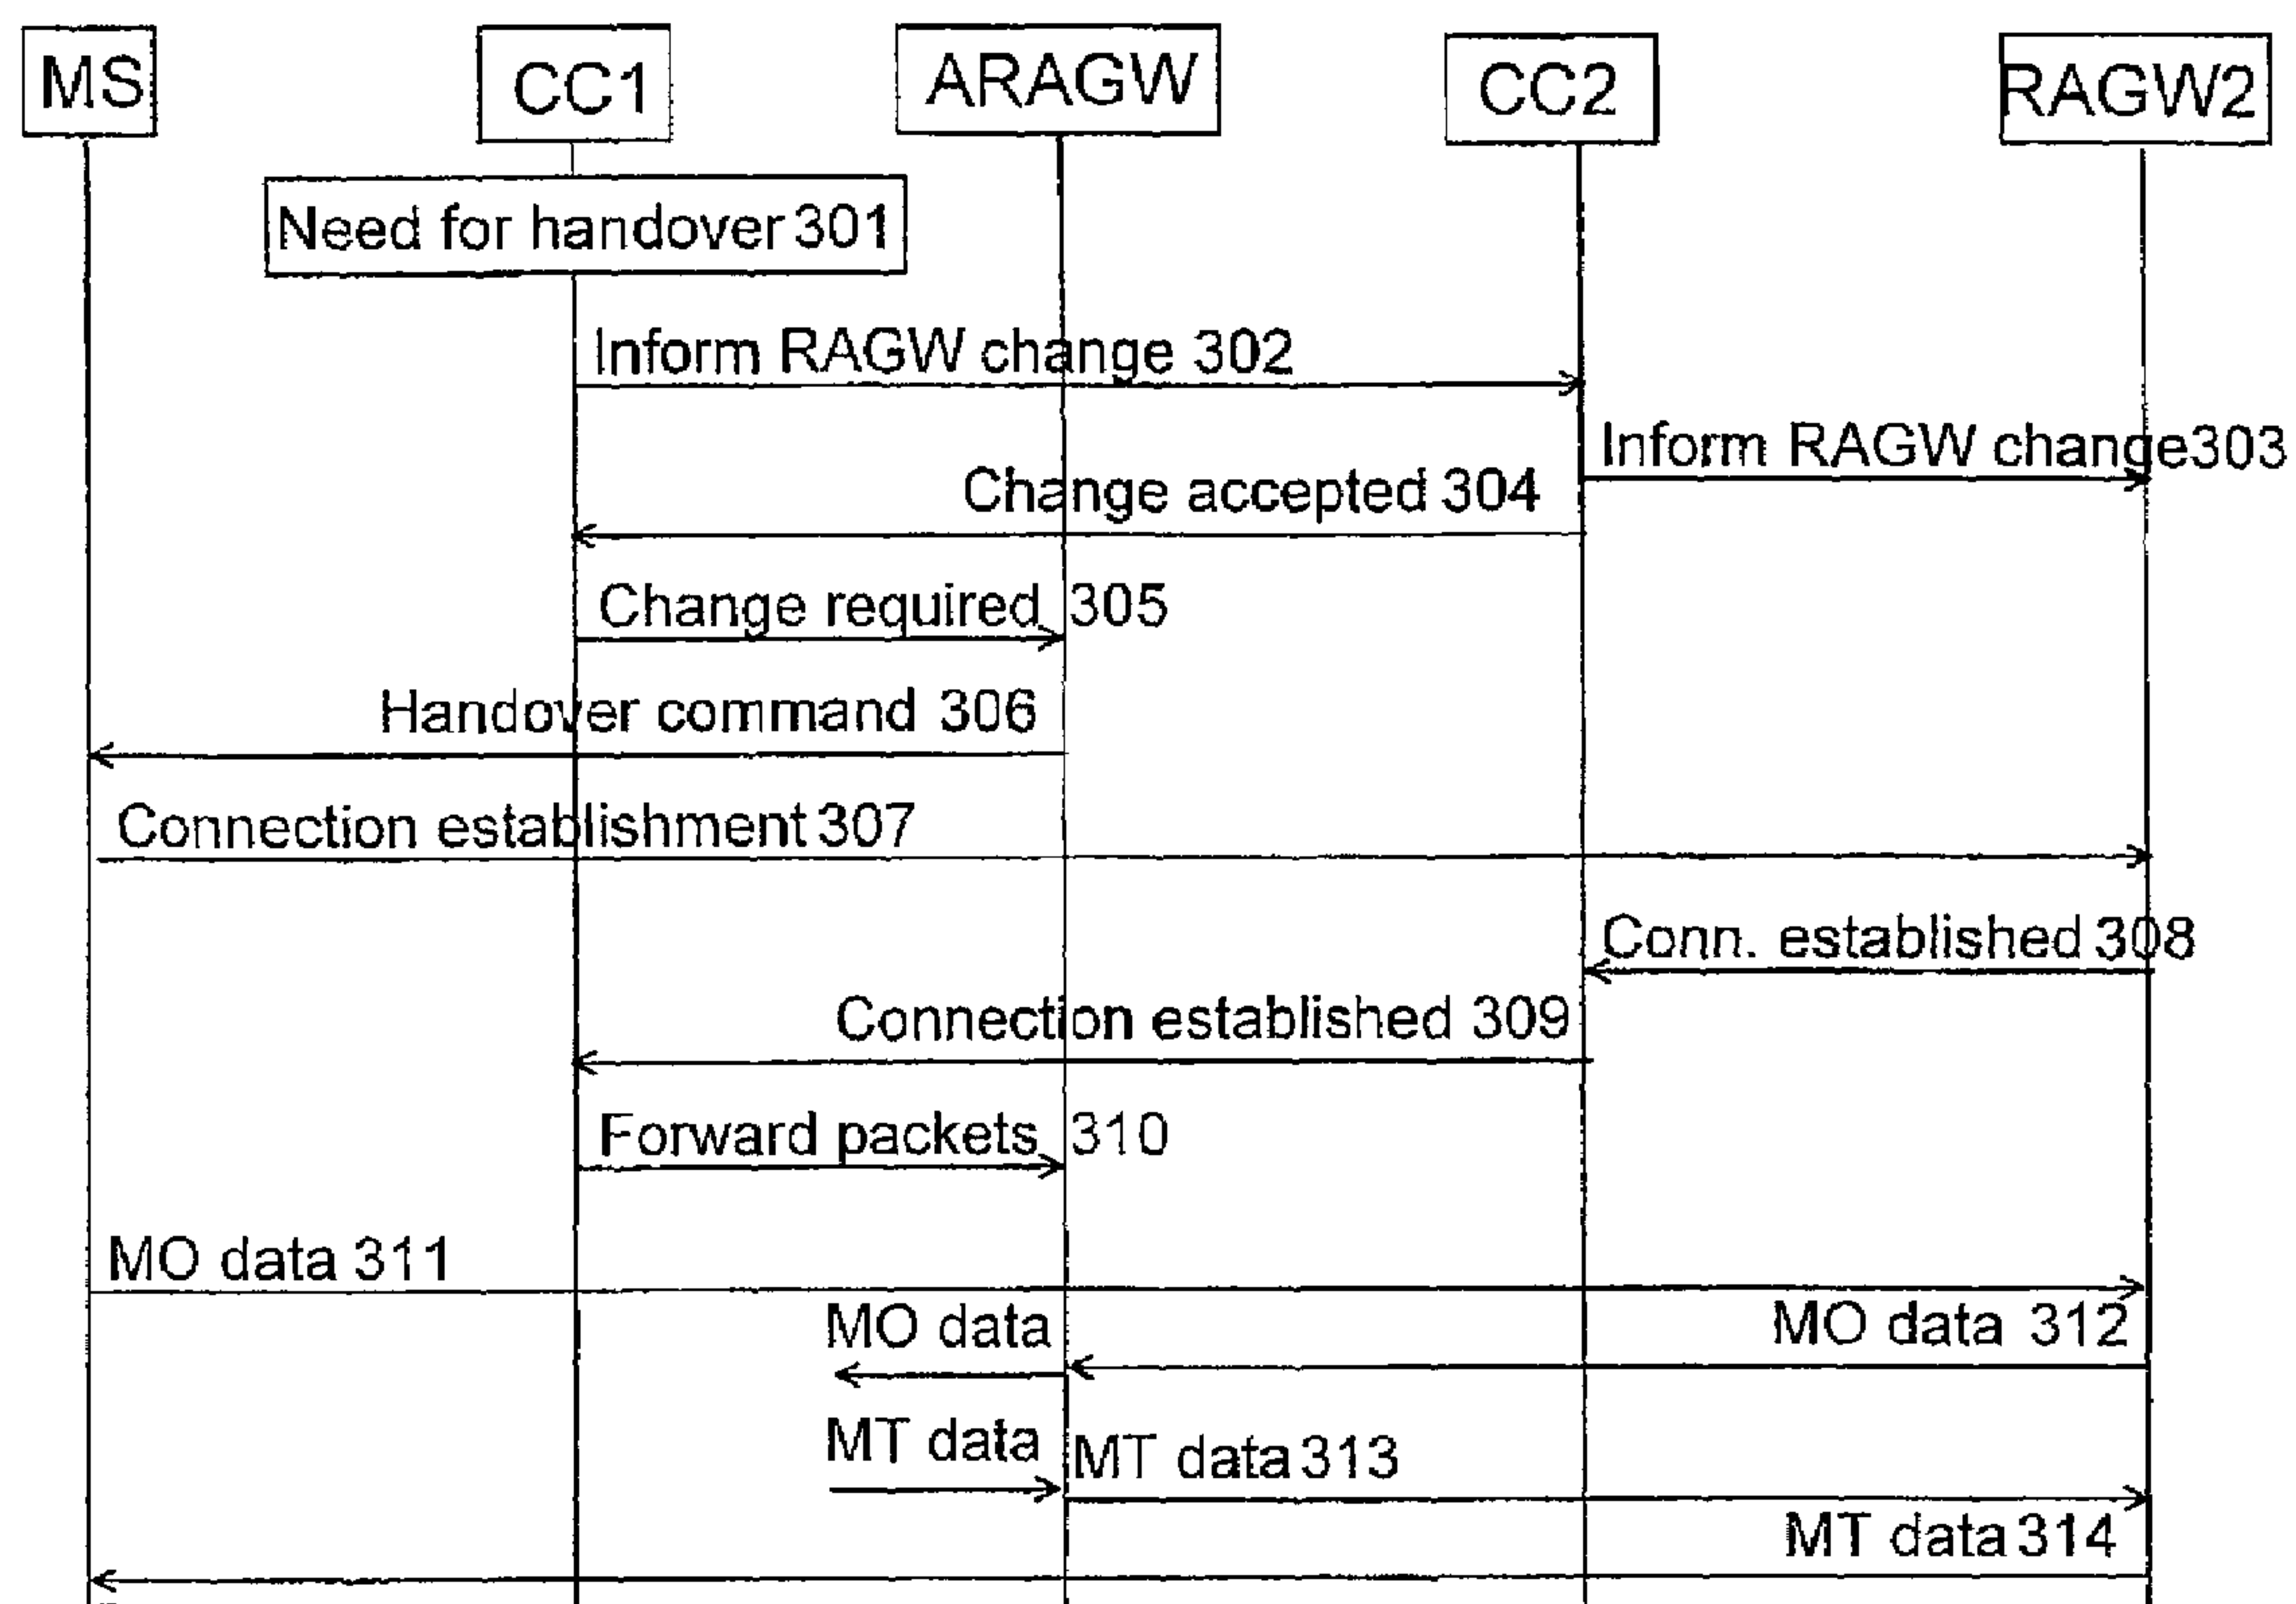 MS
CC1
ARAGW
CC2
RAGW2
Need for handover 301
Inform RAGW change 302
Inform RAGW change303
Change accepted 304
Change required 305
Handover command 306
Connection establishment 307
Conn. established 308
Connection established 309
Forward packets 310
MO data 311
MO data
MO data 312
MT data
MT data 313
MT data 314